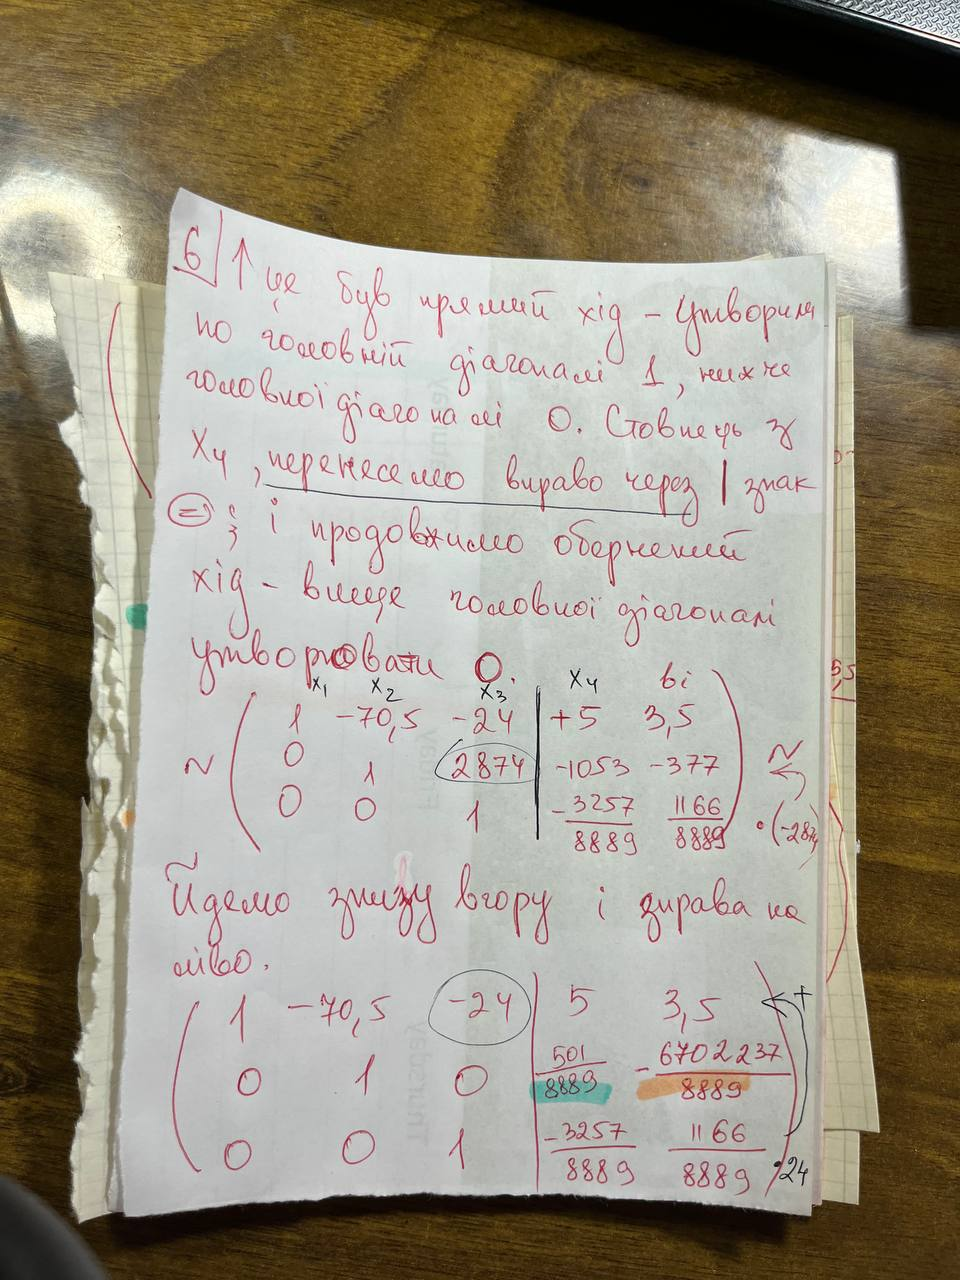 6 ↑ це був прямий хід – утворили
по головній діагоналі 1, нижче
головної діагоналі 0. Стовпець з
x₄, перенесемо вправо через | знак
= ; і продовжимо обернений
хід – вище головної діагоналі
утворювати 0.
x₁ x₂ x₃ x₄ bi
1 -70,5 -24 | +5 3,5
~ 0 1 2874 | -1053 -377 ~
0 0 1 | -3257/8889 1166/8889 · (-2874)
Йдемо знизу вгору і справа на
ліво.
1 -70,5 -24 | 5 3,5 +
0 1 0 | 501/8889 -6702237/8889
0 0 1 | -3257/8889 1166/8889 ·24